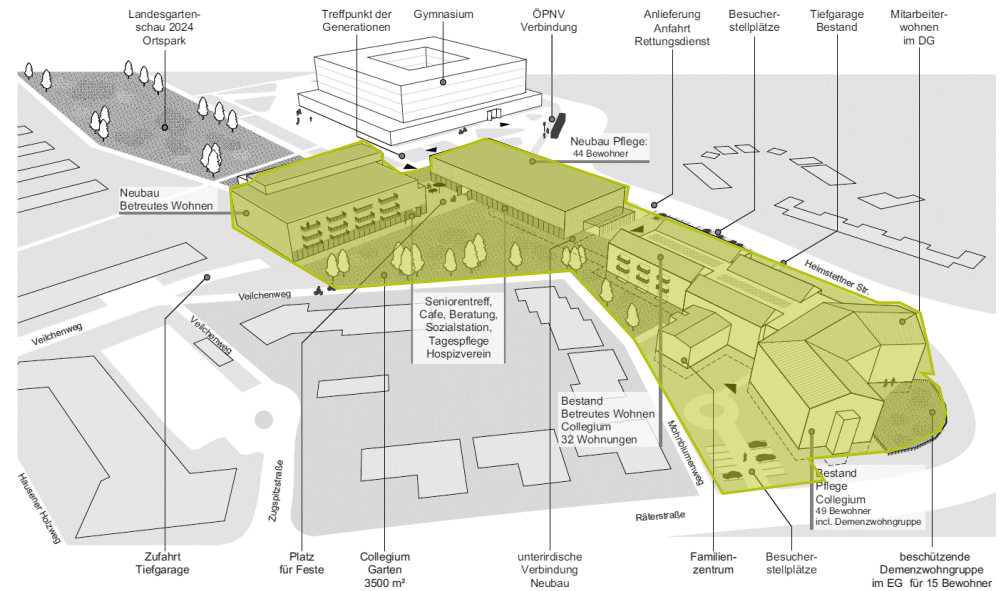 Landesgarten-
schau 2024
Ortspark
Treffpunkt der
Generationen
Gymnasium
ÖPNV
Verbindung
Anlieferung
Anfahrt
Rettungsdienst
Besucher-
stellplätze
Tiefgarage
Bestand
Mitarbeiter-
wohnen
im DG
Neubau Pflege:
44 Bewohner
Neubau
Betreutes Wohnen
Heimstettner Str.
Veilchenweg
Veilchenweg
Veilchenweg
Seniorentreff,
Cafe, Beratung,
Sozialstation,
Tagespflege
Hospizverein
Bestand
Betreutes Wohnen
Collegium
32 Wohnungen
Mohnblumenweg
Bestand
Pflege
Collegium
49 Bewohner
incl. Demenzwohngruppe
Hausener Holzweg
Zugspitzstraße
Räterstraße
Zufahrt
Tiefgarage
Platz
für Feste
Collegium
Garten
3500 m²
unterirdische
Verbindung
Neubau
Familien-
zentrum
Besucher-
stellplätze
beschützende
Demenzwohngruppe
im EG für 15 Bewohner